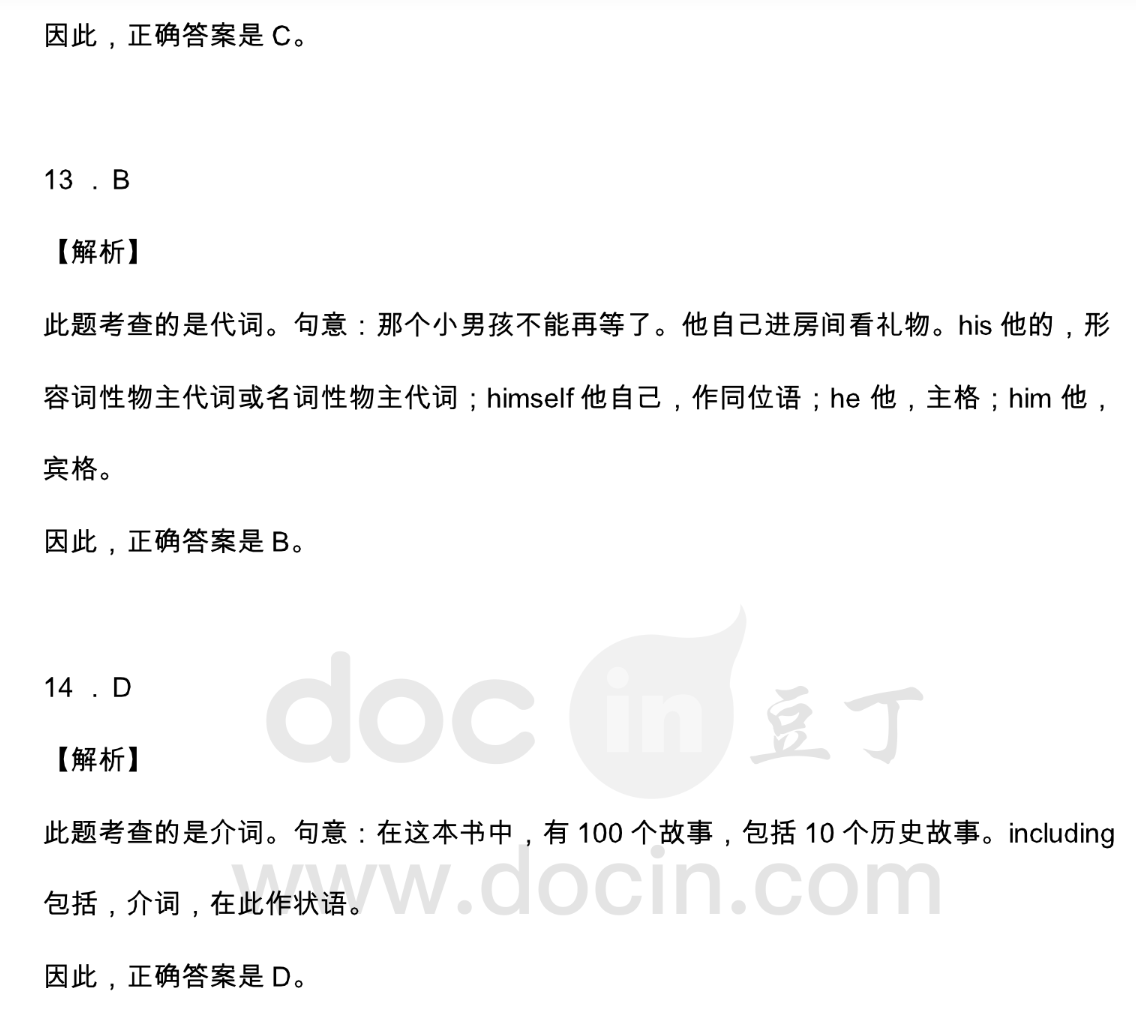 因此，正确答案是 C。
13 ．B
【解析】
此题考查的是代词。句意：那个小男孩不能再等了。他自己进房间看礼物。his 他的，形
容词性物主代词或名词性物主代词；himself 他自己，作同位语；he 他，主格；him 他，
宾格。
因此，正确答案是 B。
doc in 豆丁
14 ．D
【解析】
此题考查的是介词。句意：在这本书中，有 100 个故事，包括 10 个历史故事。including
www.docin.com
包括，介词，在此作状语。
因此，正确答案是 D。